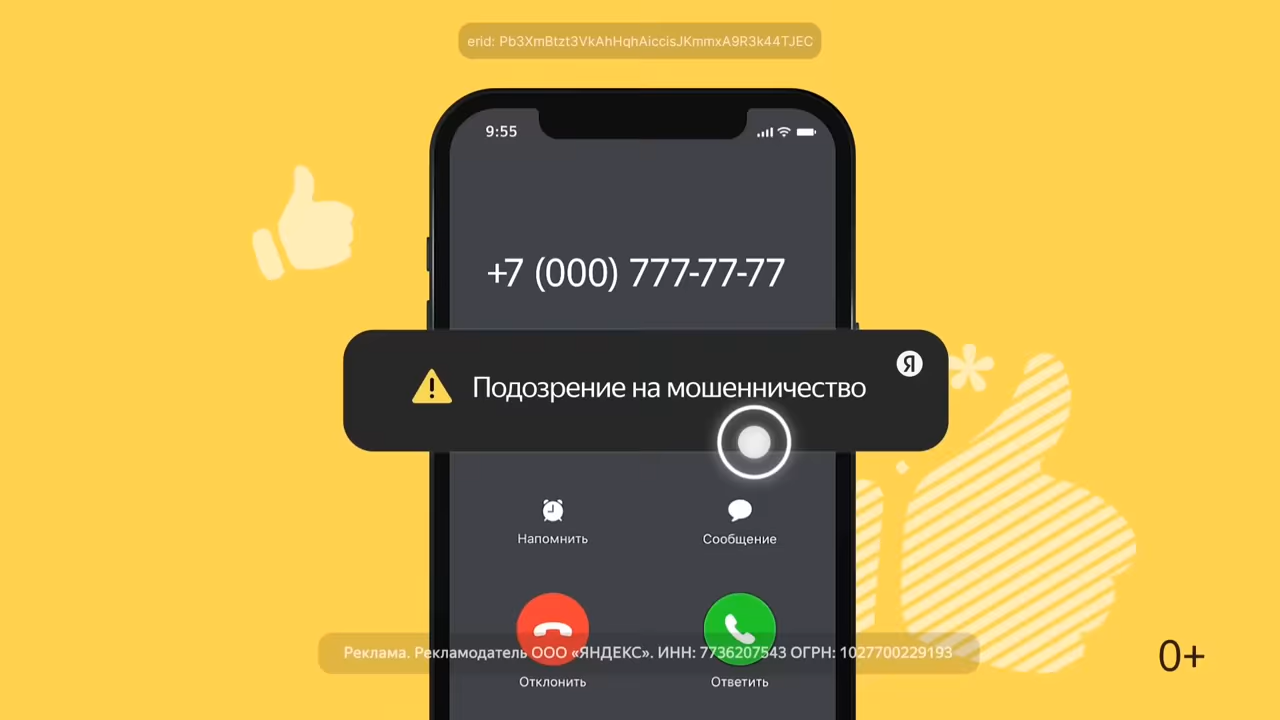 erid: Pb3XmBtzt3VkAhHqhAiccisJKmmxA9R3k44TJEC
9:55
+7 (000) 777-77-77
Я
Подозрение на мошенничество
*
Напомнить
Сообщение
Реклама. Рекламодатель ООО «ЯНДЕКС». ИНН: 7736207543 ОГРН: 1027700229193
0+
Отклонить
Ответить